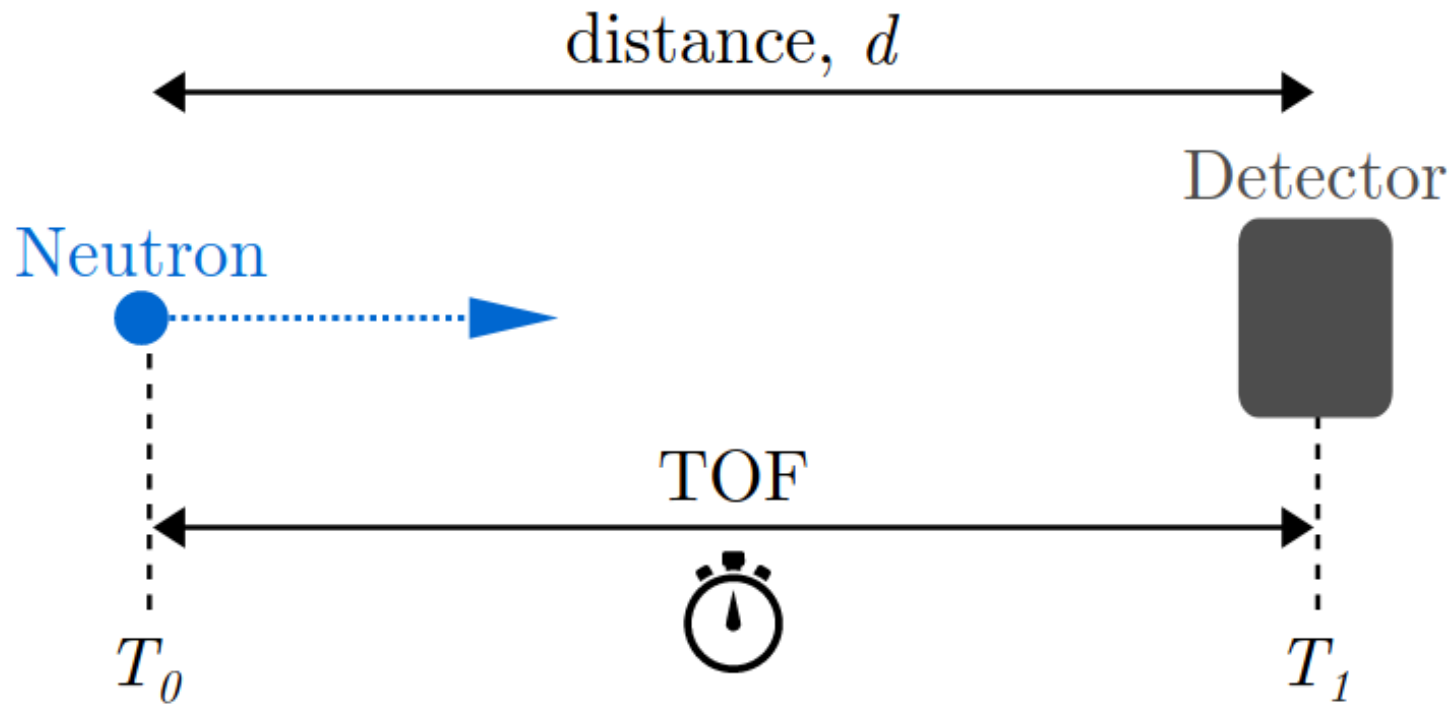 distance, d
Detector
Neutron
TOF
T₀
T₁